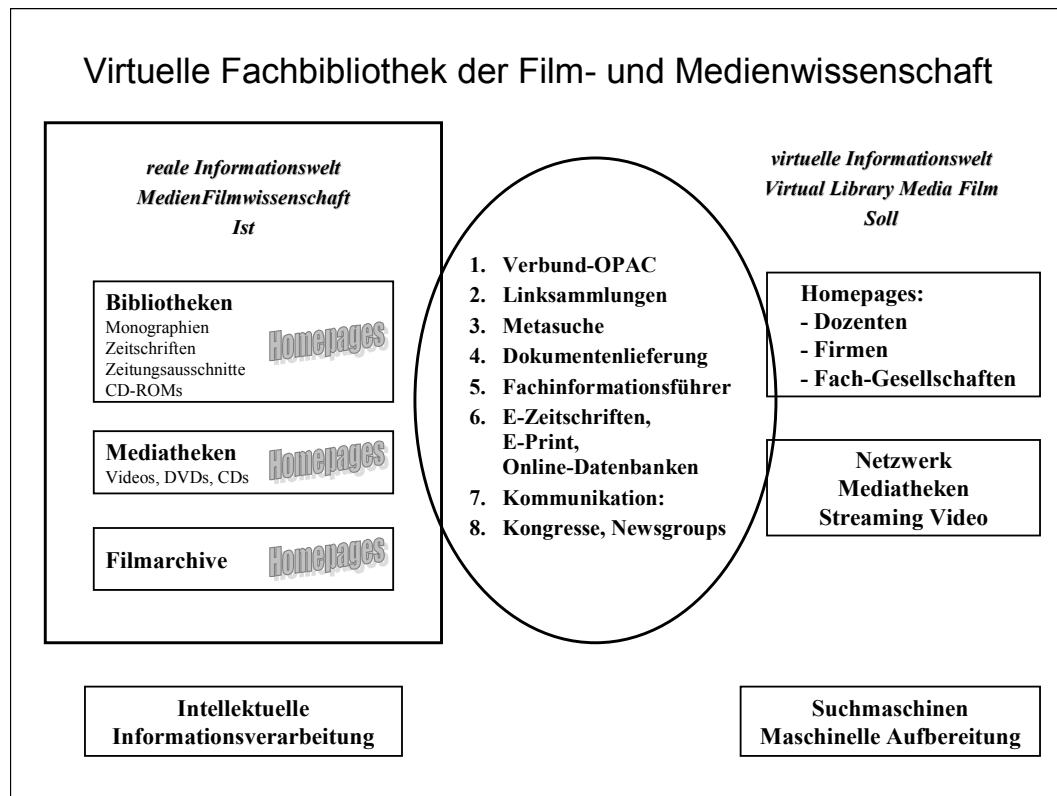 Virtuelle Fachbibliothek der Film- und Medienwissenschaft
reale Informationswelt
MedienFilmwissenschaft
Ist
Bibliotheken
Monographien
Zeitschriften
Zeitungsausschnitte
CD-ROMs
Homepages
Mediatheken
Videos, DVDs, CDs
Homepages
Filmarchive
Homepages
1. Verbund-OPAC
2. Linksammlungen
3. Metasuche
4. Dokumentenlieferung
5. Fachinformationsführer
6. E-Zeitschriften,
E-Print,
Online-Datenbanken
7. Kommunikation:
8. Kongresse, Newsgroups
virtuelle Informationswelt
Virtual Library Media Film
Soll
Homepages:
- Dozenten
- Firmen
- Fach-Gesellschaften
Netzwerk
Mediatheken
Streaming Video
Intellektuelle
Informationsverarbeitung
Suchmaschinen
Maschinelle Aufbereitung